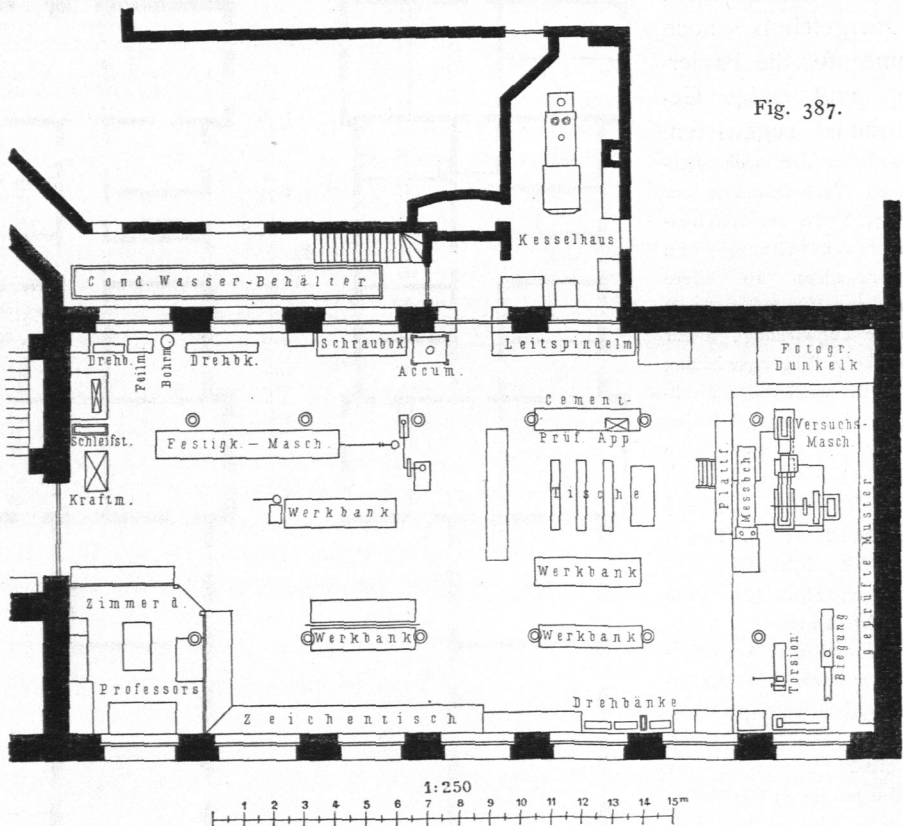 Fig. 387.
Kesselhaus
Cond. Wasser-Behälter
Drehb.
Feilm.
Bohrm.
Drehbk.
Schraubbk
Accum.
Leitspindelm
Fotogr.
Dunkelk
Schleifst.
Kraftm.
Festigk.-Masch.
Cement-
Prüf. App.
Versuchs-
Masch.
Plattf.
Messbch.
Tische
geprüfte Muster
Werkbank
Werkbank
Zimmer d.
Professors
Werkbank
Werkbank
Torsion
Biegung
Zeichentisch
Drehbänke
1:250
1 2 3 4 5 6 7 8 9 10 11 12 13 14 15m